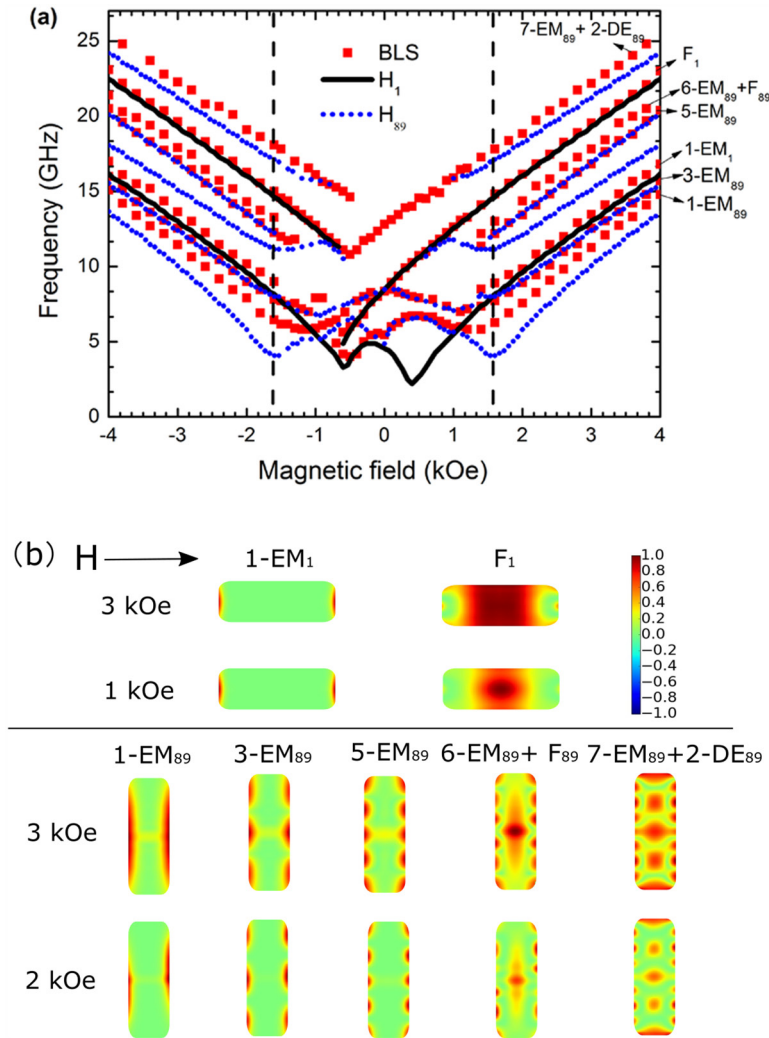 (a)
7-EM₈₉+ 2-DE₈₉
BLS
H₁
H₈₉
F₁
6-EM₈₉+F₈₉
5-EM₈₉
1-EM₁
3-EM₈₉
1-EM₈₉
25
20
15
10
5
0
Frequency (GHz)
-4 -3 -2 -1 0 1 2 3 4
Magnetic field (kOe)
(b) H
1-EM₁ F₁
3 kOe
1 kOe
1.0
0.8
0.6
0.4
0.2
0.0
−0.2
−0.4
−0.6
−0.8
−1.0
1-EM₈₉ 3-EM₈₉ 5-EM₈₉ 6-EM₈₉+ F₈₉ 7-EM₈₉+2-DE₈₉
3 kOe
2 kOe